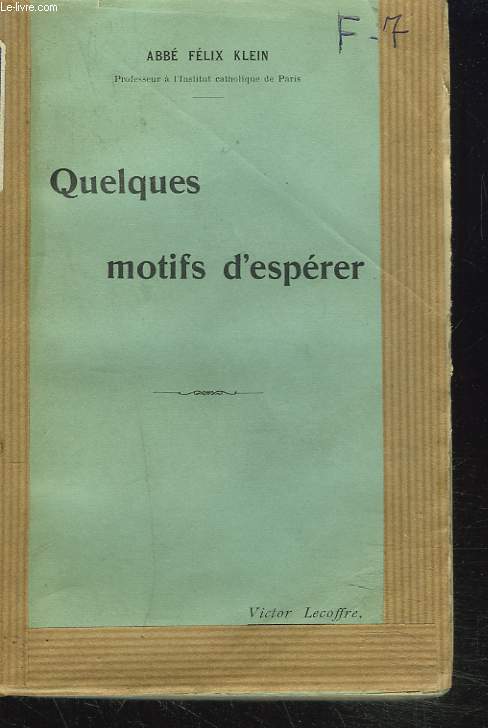 Le-livre.com
F-7
ABBÉ FÉLIX KLEIN
Professeur à l'Institut catholique de Paris
Quelques
motifs d'espérer
Victor Lecoffre.